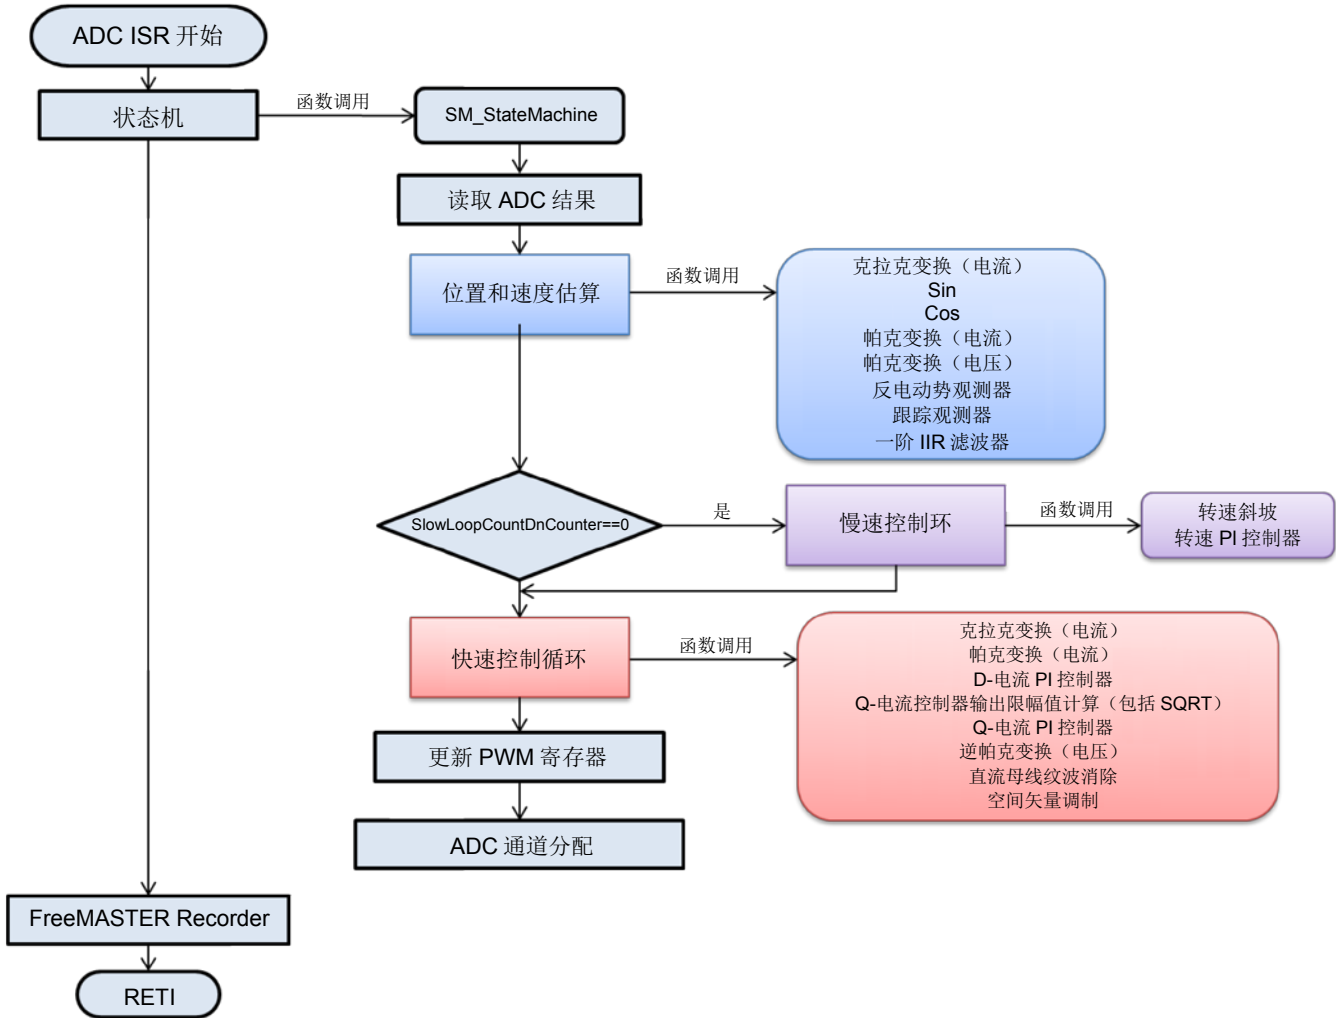 ADC ISR 开始
状态机
函数调用
SM_StateMachine
读取 ADC 结果
位置和速度估算
函数调用
克拉克变换（电流）
Sin
Cos
帕克变换（电流）
帕克变换（电压）
反电动势观测器
跟踪观测器
一阶 IIR 滤波器
SlowLoopCountDnCounter==0
是
慢速控制环
函数调用
转速斜坡
转速 PI 控制器
快速控制循环
函数调用
克拉克变换（电流）
帕克变换（电流）
D-电流 PI 控制器
Q-电流控制器输出限幅值计算（包括 SQRT）
Q-电流 PI 控制器
逆帕克变换（电压）
直流母线纹波消除
空间矢量调制
更新 PWM 寄存器
ADC 通道分配
FreeMASTER Recorder
RETI